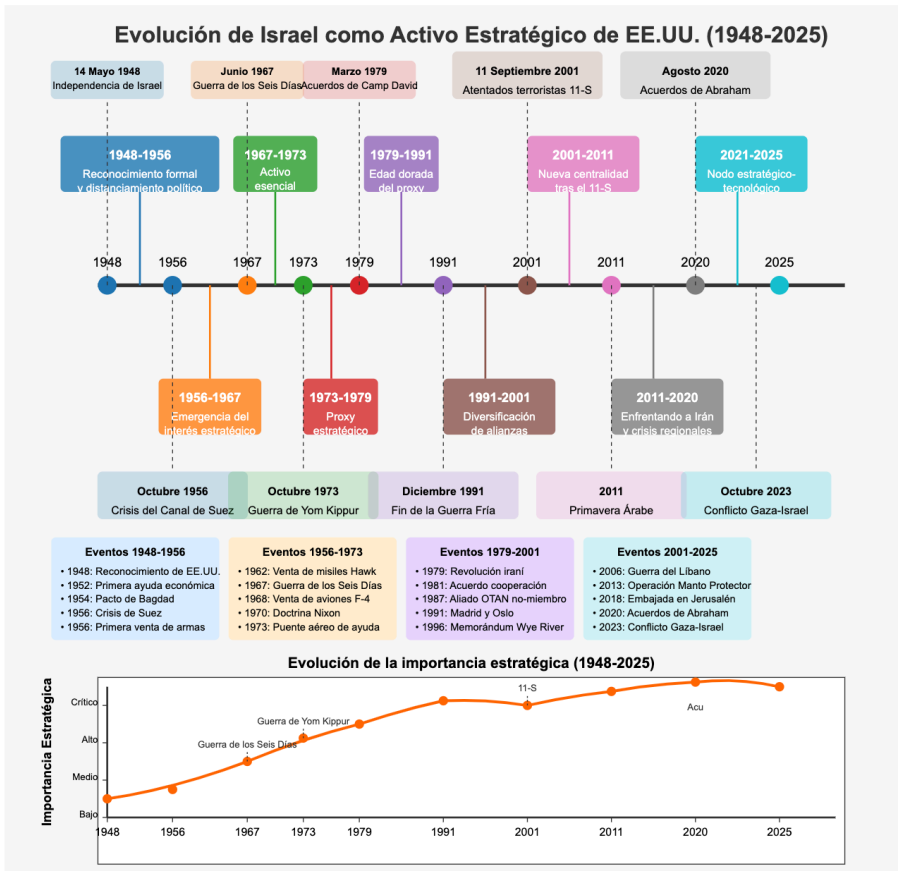 Evolución de Israel como Activo Estratégico de EE.UU. (1948-2025)
14 Mayo 1948
Independencia de Israel
Junio 1967
Guerra de los Seis Días
Marzo 1979
Acuerdos de Camp David
11 Septiembre 2001
Atentados terroristas 11-S
Agosto 2020
Acuerdos de Abraham
1948-1956
Reconocimiento formal
y distanciamiento político
1967-1973
Activo
esencial
1979-1991
Edad dorada
del proxy
2001-2011
Nueva centralidad
tras el 11-S
2021-2025
Nodo estratégico-
tecnológico
1948
1956
1967
1973
1979
1991
2001
2011
2020
2025
1956-1967
Emergencia del
interés estratégico
1973-1979
Proxy
estratégico
1991-2001
Diversificación
de alianzas
2011-2020
Enfrentando a Irán
y crisis regionales
Octubre 1956
Crisis del Canal de Suez
Octubre 1973
Guerra de Yom Kippur
Diciembre 1991
Fin de la Guerra Fría
2011
Primavera Árabe
Octubre 2023
Conflicto Gaza-Israel
Eventos 1948-1956
• 1948: Reconocimiento de EE.UU.
• 1952: Primera ayuda económica
• 1954: Pacto de Bagdad
• 1956: Crisis de Suez
• 1956: Primera venta de armas
Eventos 1956-1973
• 1962: Venta de misiles Hawk
• 1967: Guerra de los Seis Días
• 1968: Venta de aviones F-4
• 1970: Doctrina Nixon
• 1973: Puente aéreo de ayuda
Eventos 1979-2001
• 1979: Revolución iraní
• 1981: Acuerdo cooperación
• 1987: Aliado OTAN no-miembro
• 1991: Madrid y Oslo
• 1996: Memorándum Wye River
Eventos 2001-2025
• 2006: Guerra del Líbano
• 2013: Operación Manto Protector
• 2018: Embajada en Jerusalén
• 2020: Acuerdos de Abraham
• 2023: Conflicto Gaza-Israel
Evolución de la importancia estratégica (1948-2025)
Importancia Estratégica
Crítico
Alto
Medio
Bajo
Guerra de los Seis Días
Guerra de Yom Kippur
11-S
Acu
1948
1956
1967
1973
1979
1991
2001
2011
2020
2025